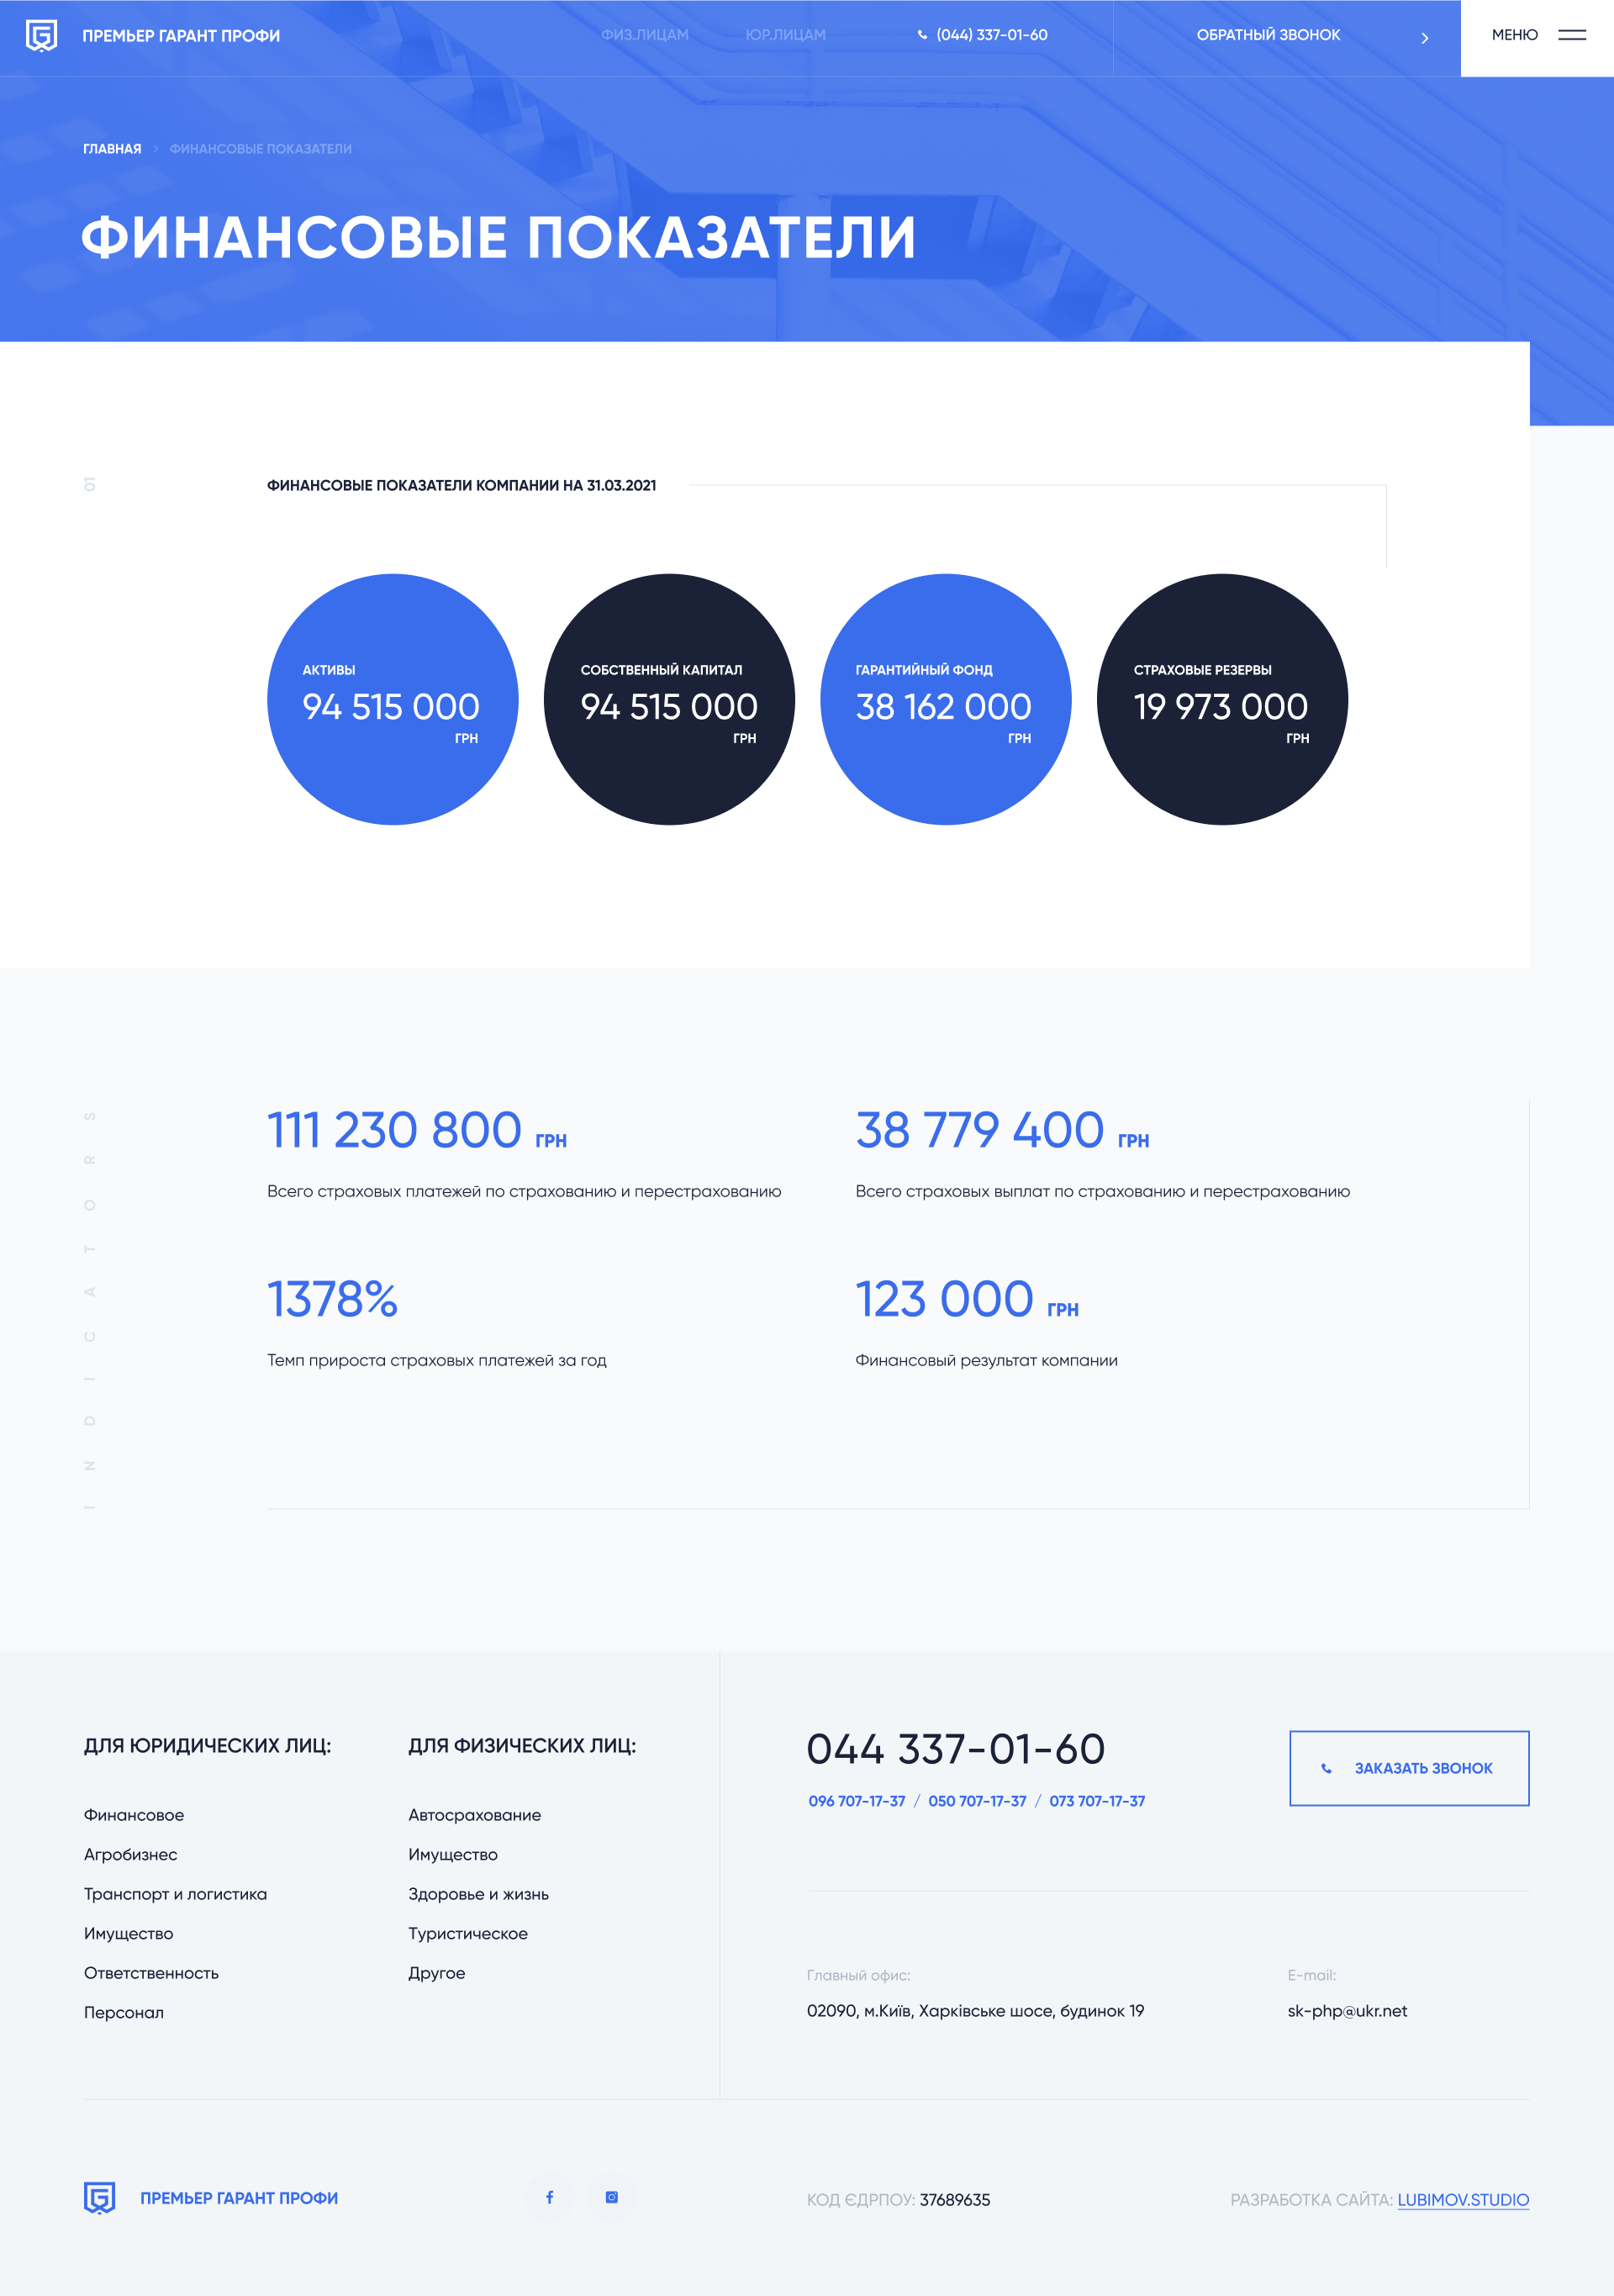 ПРЕМЬЕР ГАРАНТ ПРОФИ
ФИЗ.ЛИЦАМ
ЮР.ЛИЦАМ
(044) 337-01-60
ОБРАТНЫЙ ЗВОНОК
МЕНЮ
ГЛАВНАЯ > ФИНАНСОВЫЕ ПОКАЗАТЕЛИ
ФИНАНСОВЫЕ ПОКАЗАТЕЛИ
01
ФИНАНСОВЫЕ ПОКАЗАТЕЛИ КОМПАНИИ НА 31.03.2021
АКТИВЫ
94 515 000
ГРН
СОБСТВЕННЫЙ КАПИТАЛ
94 515 000
ГРН
ГАРАНТИЙНЫЙ ФОНД
38 162 000
ГРН
СТРАХОВЫЕ РЕЗЕРВЫ
19 973 000
ГРН
INDICATORS
111 230 800 ГРН
Всего страховых платежей по страхованию и перестрахованию
38 779 400 ГРН
Всего страховых выплат по страхованию и перестрахованию
1378%
Темп прироста страховых платежей за год
123 000 ГРН
Финансовый результат компании
ДЛЯ ЮРИДИЧЕСКИХ ЛИЦ:
Финансовое
Агробизнес
Транспорт и логистика
Имущество
Ответственность
Персонал
ДЛЯ ФИЗИЧЕСКИХ ЛИЦ:
Автосрахование
Имущество
Здоровье и жизнь
Туристическое
Другое
044 337-01-60
096 707-17-37 / 050 707-17-37 / 073 707-17-37
ЗАКАЗАТЬ ЗВОНОК
Главный офис:
02090, м.Київ, Харківське шосе, будинок 19
E-mail:
sk-php@ukr.net
ПРЕМЬЕР ГАРАНТ ПРОФИ
КОД ЄДРПОУ: 37689635
РАЗРАБОТКА САЙТА: LUBIMOV.STUDIO